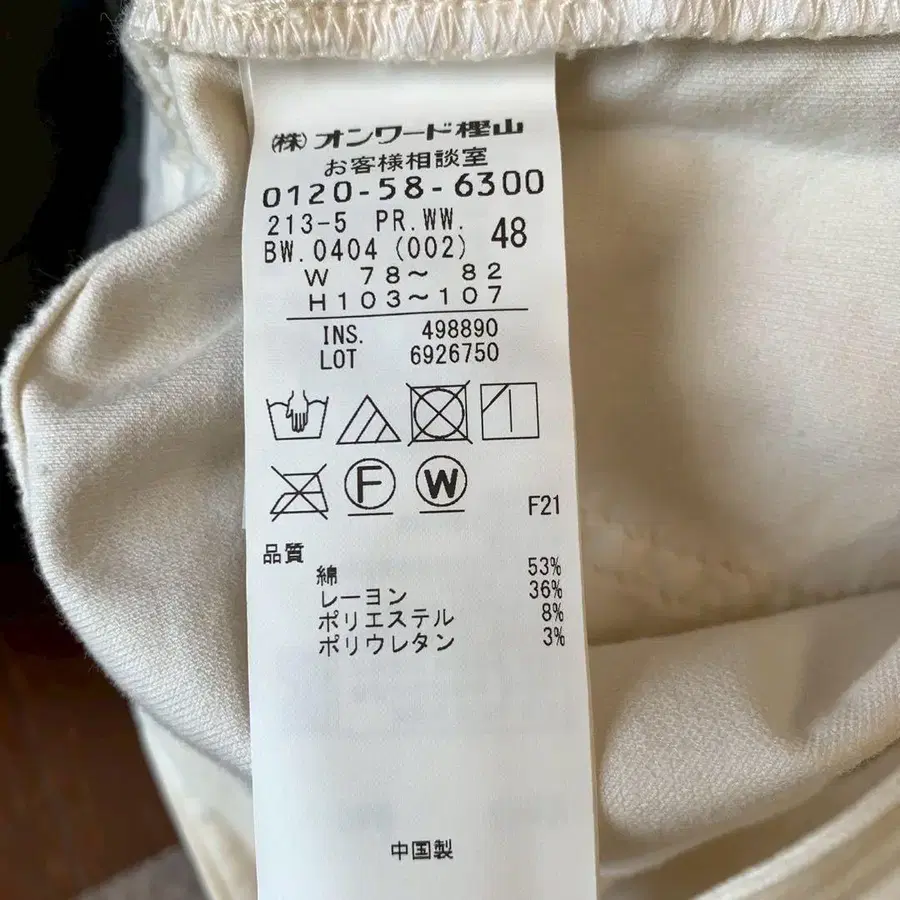 ㈱ オンワード樫山
お客様相談室
0120-58-6300
213-5 PR.WW.
BW.0404 (002) 48
W 78～ 82
H103～107
INS. 498890
LOT 6926750
F W
F21
品質
綿 53%
レーヨン 36%
ポリエステル 8%
ポリウレタン 3%
中国製